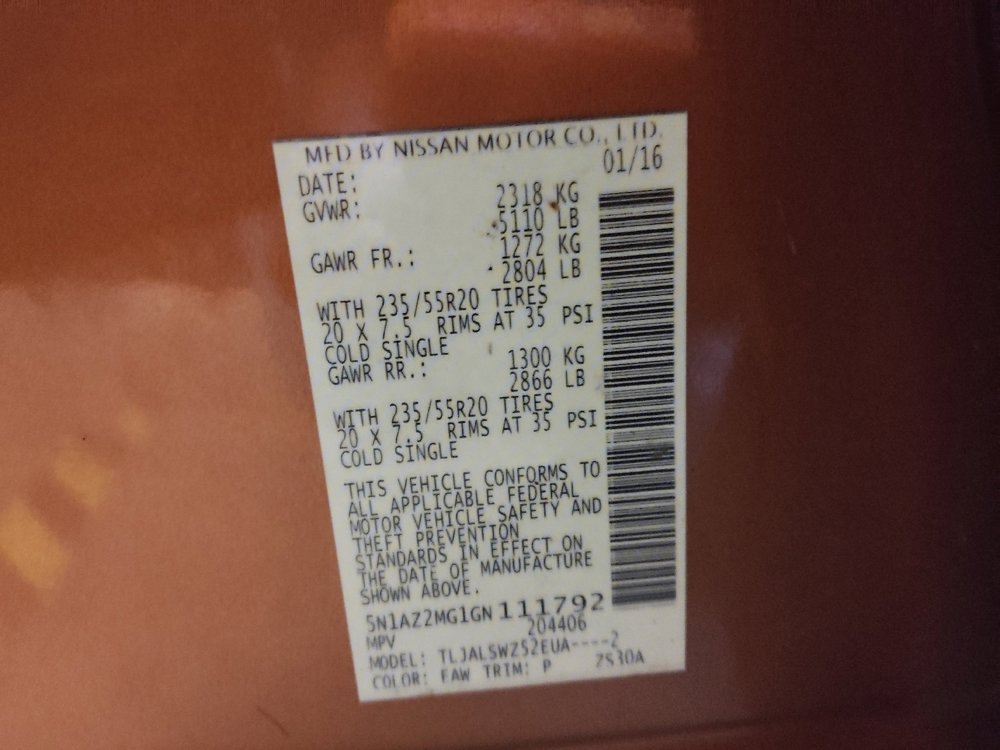 MFD BY NISSAN MOTOR CO., LTD.
DATE: 01/16
GVWR: 2318 KG
5110 LB
GAWR FR.: 1272 KG
2804 LB
WITH 235/55R20 TIRES
20 X 7.5 RIMS AT 35 PSI
COLD SINGLE
GAWR RR.: 1300 KG
2866 LB
WITH 235/55R20 TIRES
20 X 7.5 RIMS AT 35 PSI
COLD SINGLE
THIS VEHICLE CONFORMS TO
ALL APPLICABLE FEDERAL
MOTOR VEHICLE SAFETY AND
THEFT PREVENTION
STANDARDS IN EFFECT ON
THE DATE OF MANUFACTURE
SHOWN ABOVE.
5N1AZ2MG1GN111792
MPV 204406
MODEL: TLJALSWZ52EUA----2
COLOR: EAW TRIM: P ZS30A